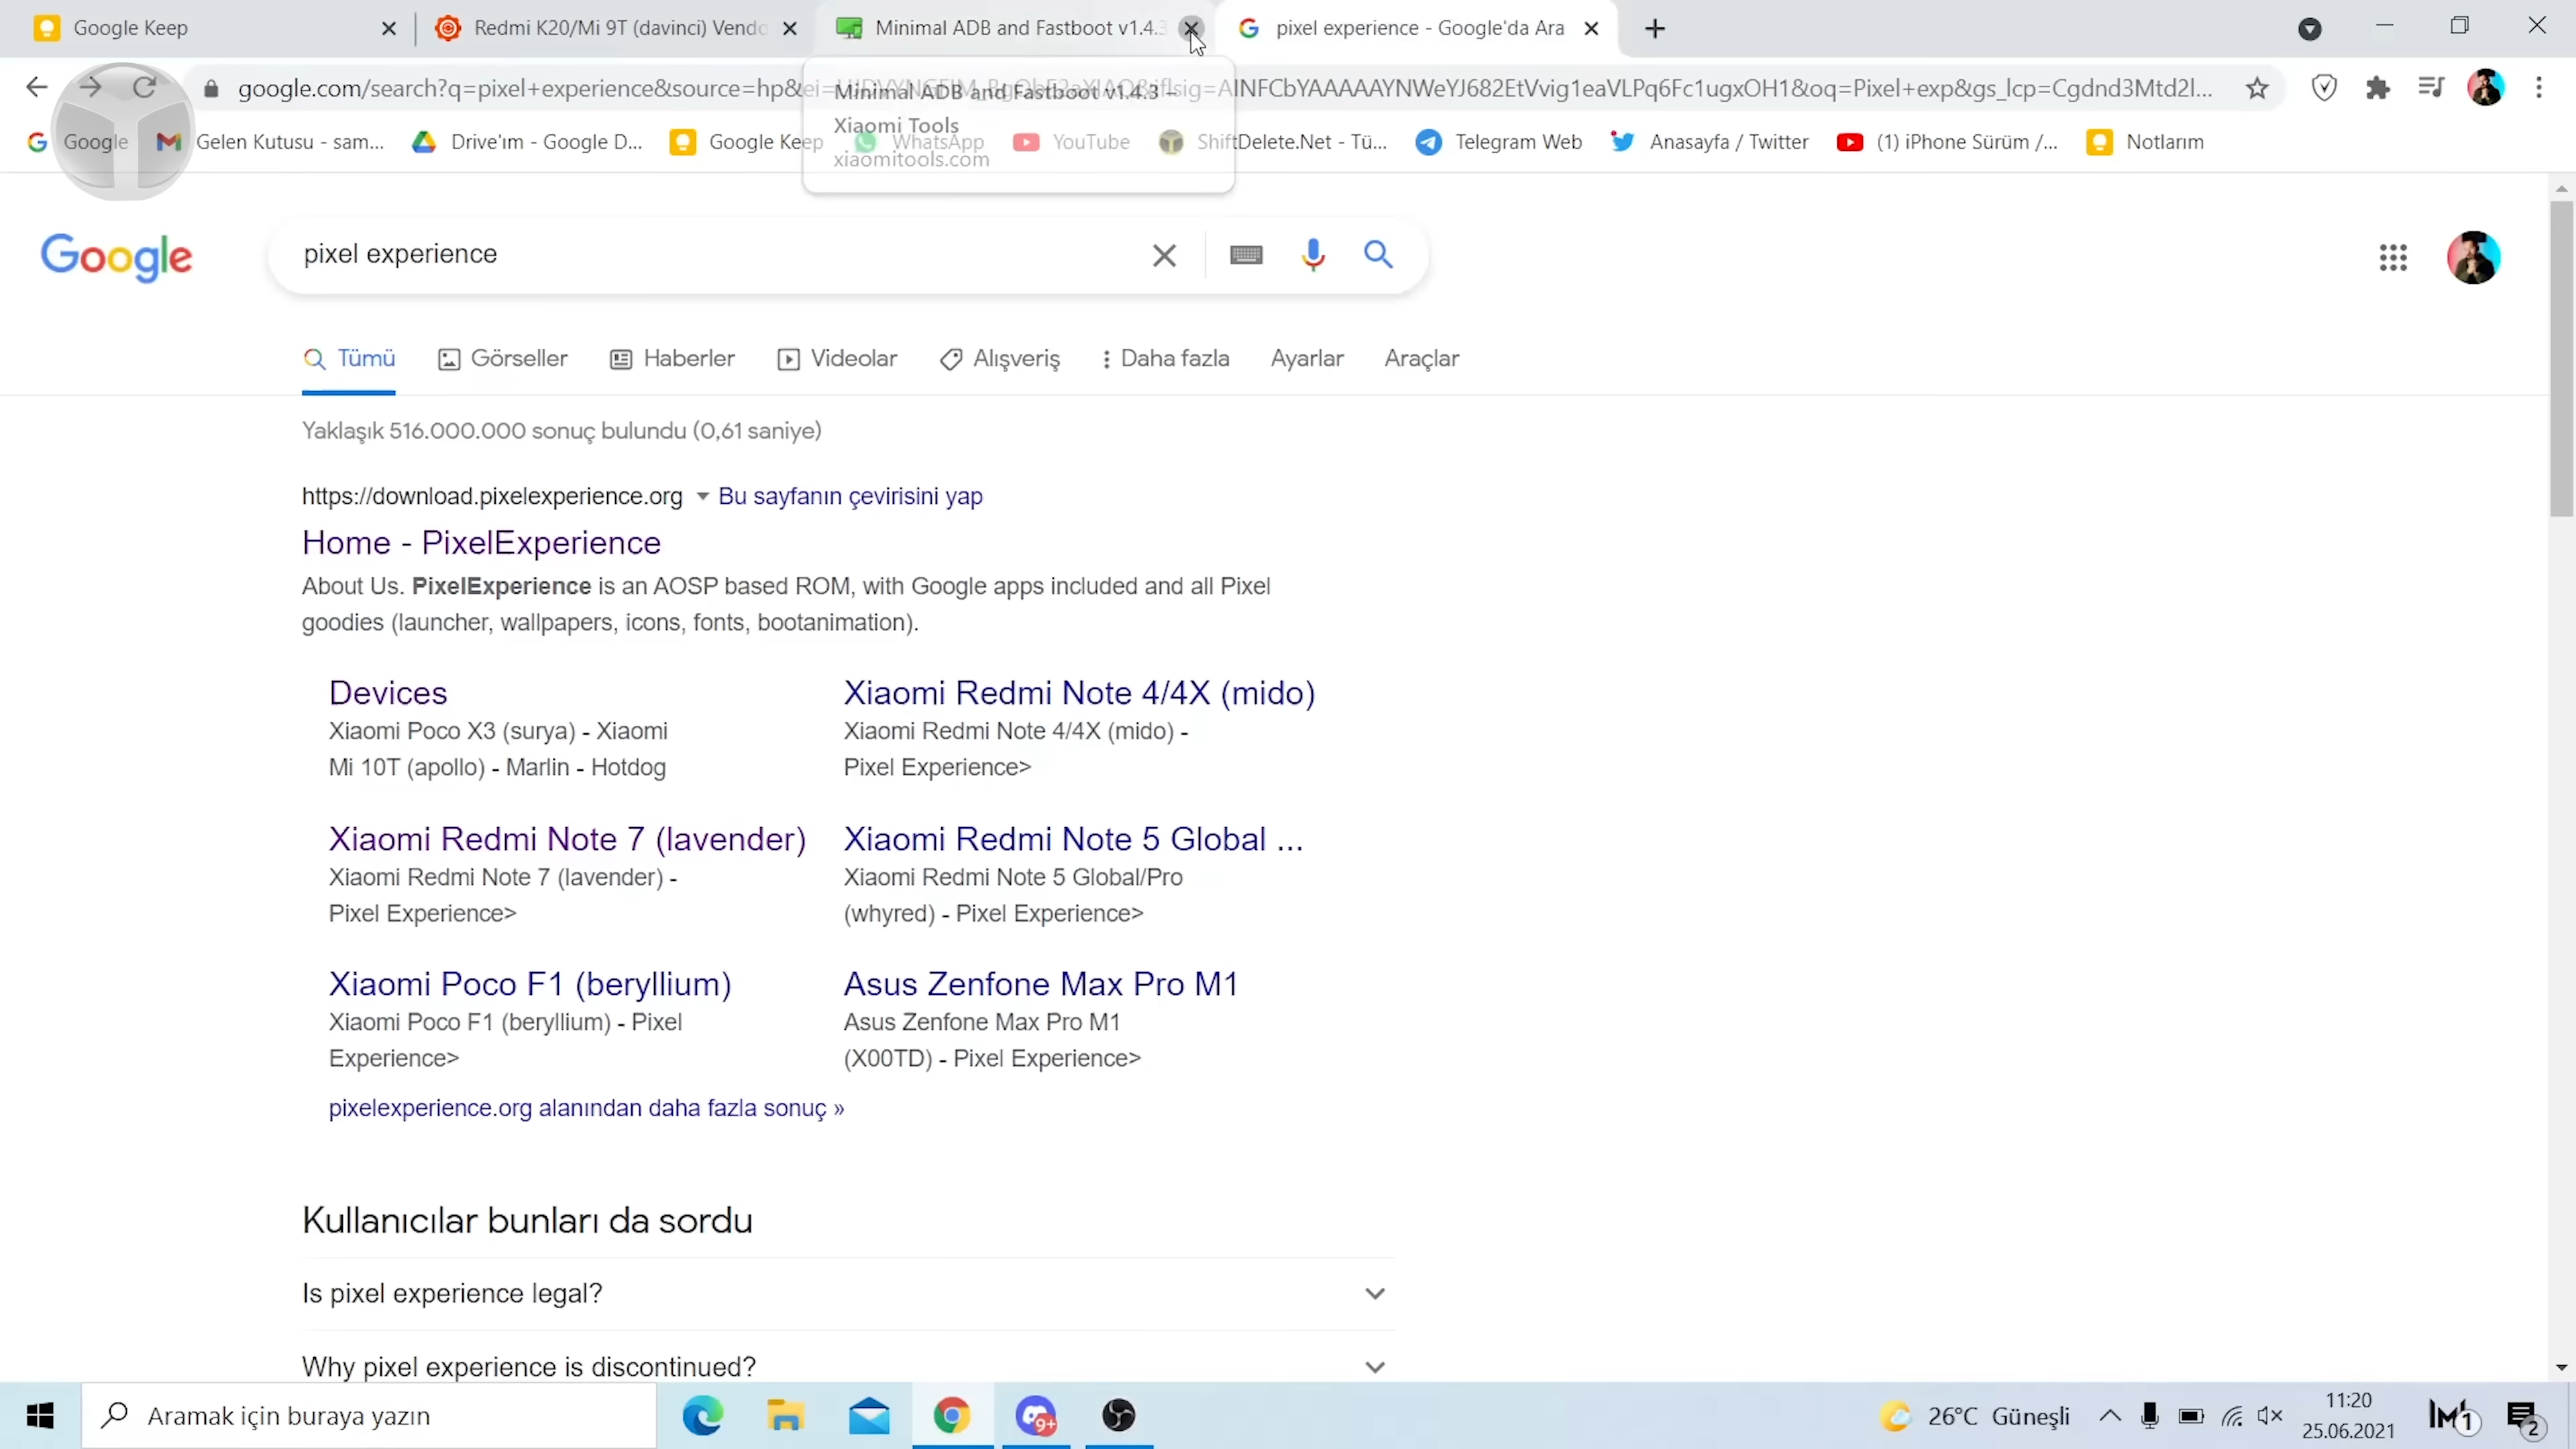 Google Keep
Redmi K20/Mi 9T (davinci) Vendo
Minimal ADB and Fastboot v1.4.3
pixel experience - Google'da Ara
google.com/search?q=pixel+experience&source=hp&ei=
=AINFCbYAAAAAYNWeYJ682EtVvig1eaVLPq6Fc1ugxOH1&oq=Pixel+exp&gs_lcp=Cgdnd3Mtd2l...
Minimal ADB and Fastboot v1.4.3 –
Xiaomi Tools
xiaomitools.com
Google
Gelen Kutusu - sam...
Drive'ım - Google D...
Google Keep
WhatsApp
YouTube
ShiftDelete.Net - Tü...
Telegram Web
Anasayfa / Twitter
(1) iPhone Sürüm /...
Notlarım
Google
pixel experience
Tümü
Görseller
Haberler
Videolar
Alışveriş
Daha fazla
Ayarlar
Araçlar
Yaklaşık 516.000.000 sonuç bulundu (0,61 saniye)
https://download.pixelexperience.org
Bu sayfanın çevirisini yap
Home - PixelExperience
About Us. PixelExperience is an AOSP based ROM, with Google apps included and all Pixel
goodies (launcher, wallpapers, icons, fonts, bootanimation).
Devices
Xiaomi Poco X3 (surya) - Xiaomi
Mi 10T (apollo) - Marlin - Hotdog
Xiaomi Redmi Note 4/4X (mido)
Xiaomi Redmi Note 4/4X (mido) -
Pixel Experience>
Xiaomi Redmi Note 7 (lavender)
Xiaomi Redmi Note 7 (lavender) -
Pixel Experience>
Xiaomi Redmi Note 5 Global ...
Xiaomi Redmi Note 5 Global/Pro
(whyred) - Pixel Experience>
Xiaomi Poco F1 (beryllium)
Xiaomi Poco F1 (beryllium) - Pixel
Experience>
Asus Zenfone Max Pro M1
Asus Zenfone Max Pro M1
(X00TD) - Pixel Experience>
pixelexperience.org alanından daha fazla sonuç »
Kullanıcılar bunları da sordu
Is pixel experience legal?
Why pixel experience is discontinued?
Aramak için buraya yazın
9+
26°C Güneşli
11:20
25.06.2021
1
2